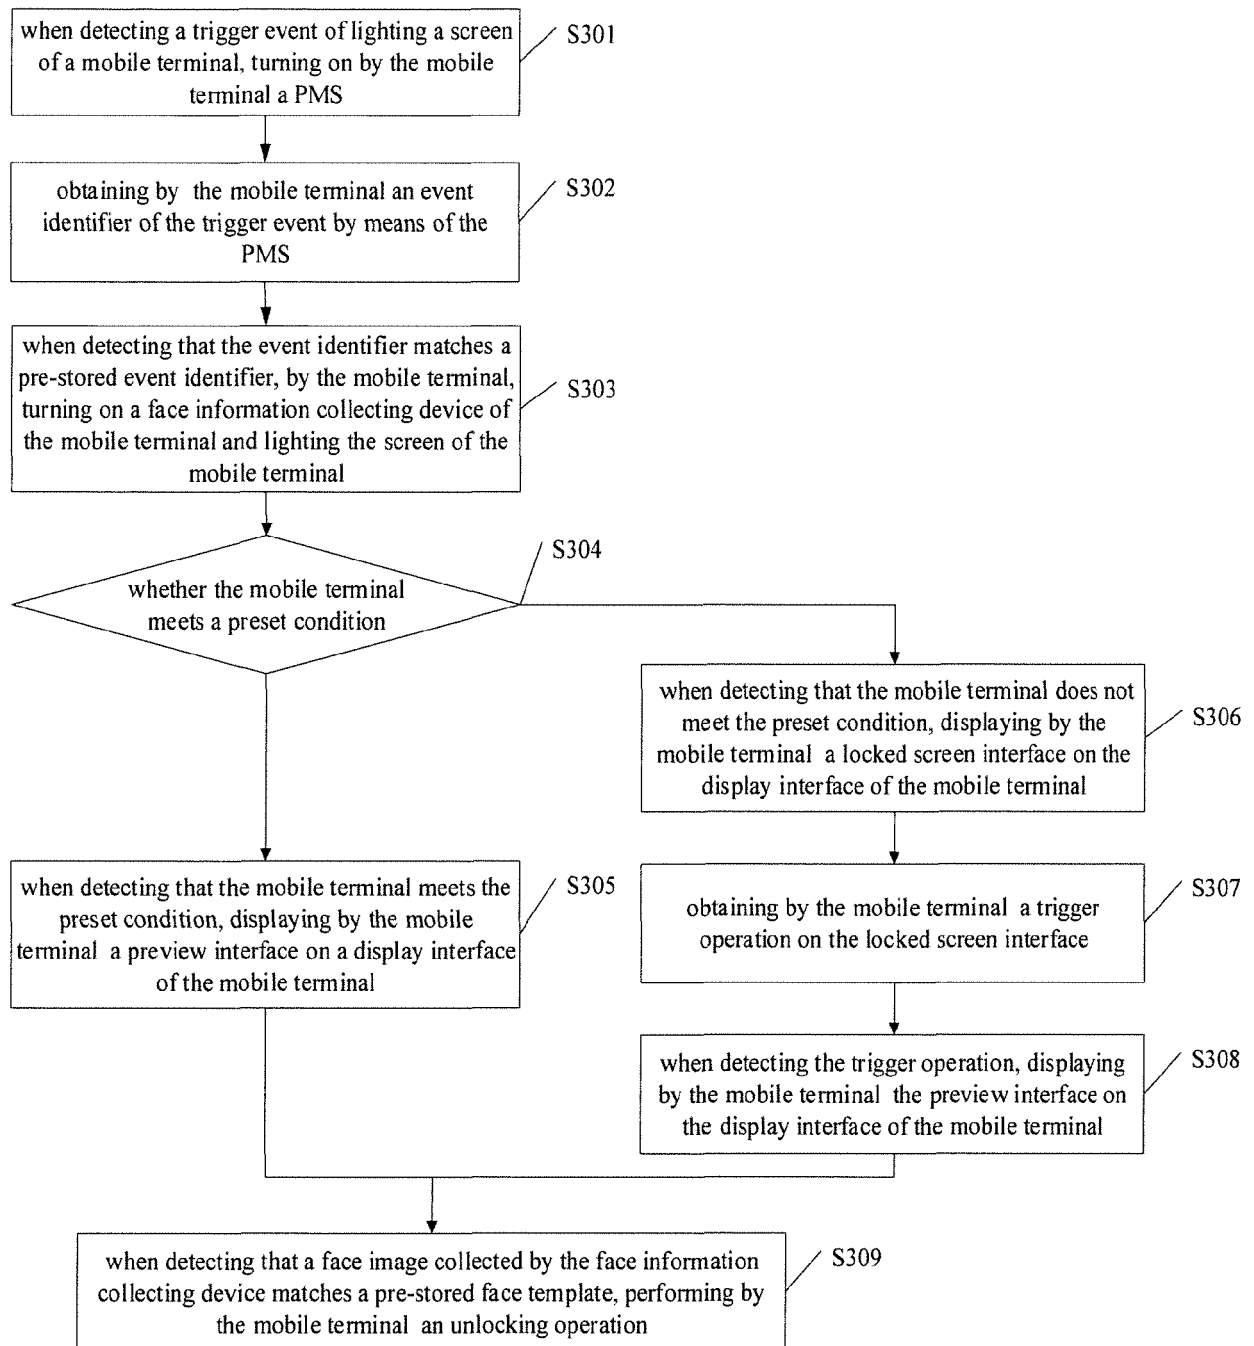 when detecting a trigger event of lighting a screen
of a mobile terminal, turning on by the mobile
terminal a PMS
S301
obtaining by the mobile terminal an event
identifier of the trigger event by means of the
PMS
S302
when detecting that the event identifier matches a
pre-stored event identifier, by the mobile terminal,
turning on a face information collecting device of
the mobile terminal and lighting the screen of the
mobile terminal
S303
whether the mobile terminal
meets a preset condition
S304
when detecting that the mobile terminal meets the
preset condition, displaying by the mobile
terminal a preview interface on a display interface
of the mobile terminal
S305
when detecting that the mobile terminal does not
meet the preset condition, displaying by the
mobile terminal a locked screen interface on the
display interface of the mobile terminal
S306
obtaining by the mobile terminal a trigger
operation on the locked screen interface
S307
when detecting the trigger operation, displaying
by the mobile terminal the preview interface on
the display interface of the mobile terminal
S308
when detecting that a face image collected by the face information
collecting device matches a pre-stored face template, performing by
the mobile terminal an unlocking operation
S309